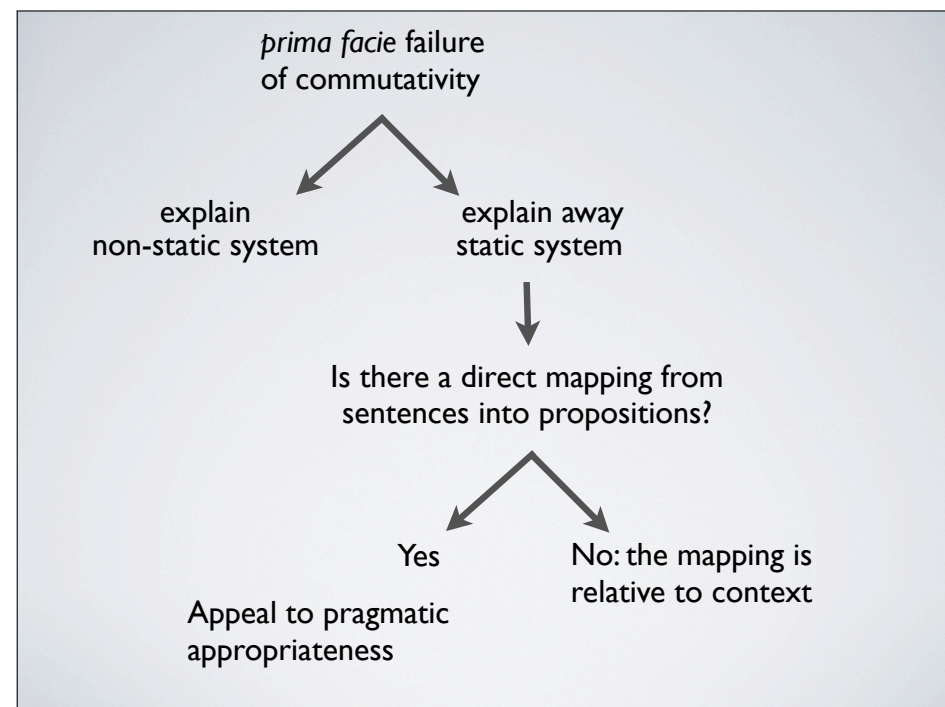 prima facie failure
of commutativity
explain
non-static system
explain away
static system
Is there a direct mapping from
sentences into propositions?
Yes
Appeal to pragmatic
appropriateness
No: the mapping is
relative to context